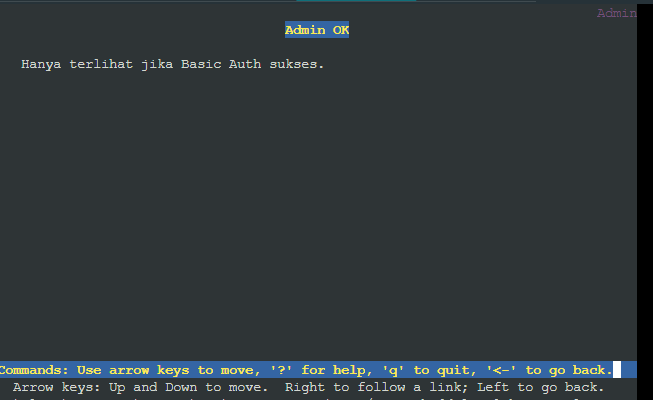 Admin
Admin OK
Hanya terlihat jika Basic Auth sukses.
Commands: Use arrow keys to move, '?' for help, 'q' to quit, '<-' to go back.
Arrow keys: Up and Down to move. Right to follow a link; Left to go back.